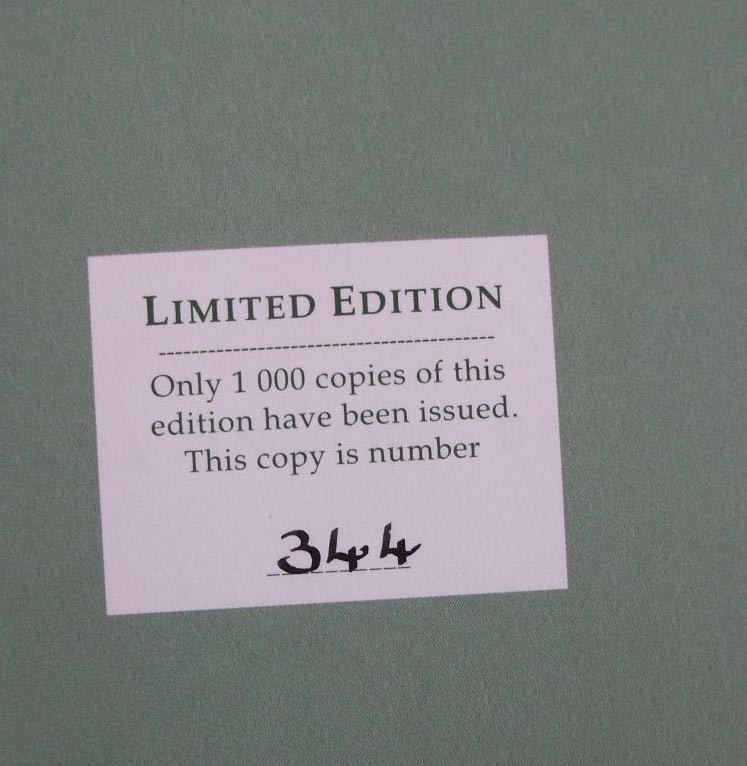 LIMITED EDITION
Only 1 000 copies of this
edition have been issued.
This copy is number
344